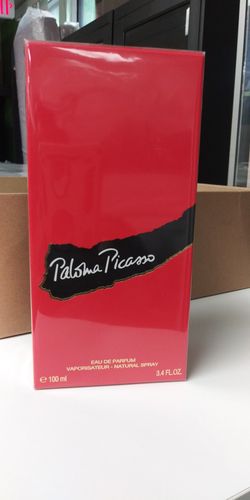 Paloma Picasso
EAU DE PARFUM
VAPORISATEUR - NATURAL SPRAY
℮ 100 ml 3.4 FL.OZ.